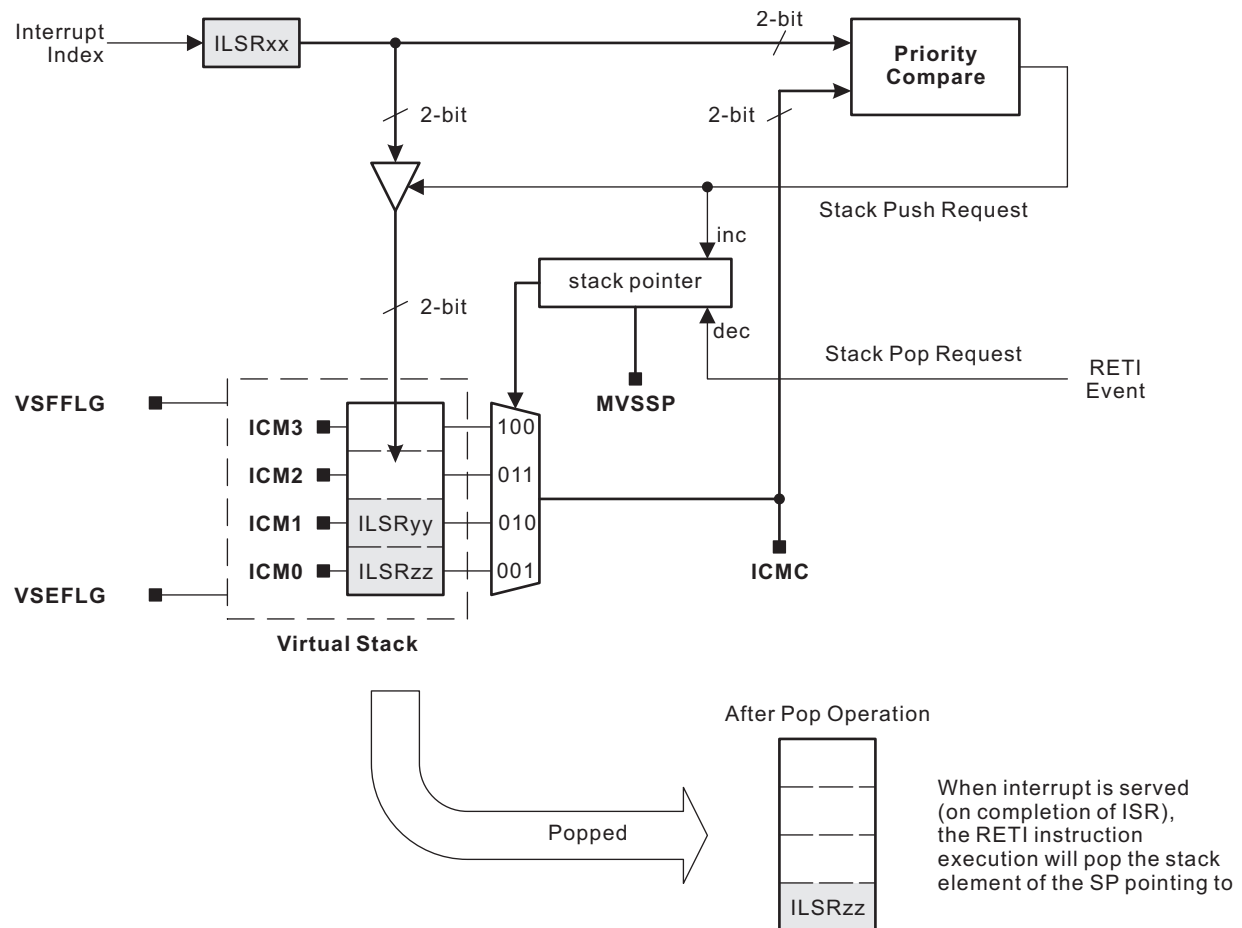 Interrupt
Index
ILSRxx
2-bit
Priority
Compare
2-bit
2-bit
Stack Push Request
inc
stack pointer
2-bit
dec
Stack Pop Request
RETI
Event
MVSSP
VSFFLG
ICM3
100
ICM2
011
ICM1
ILSRyy
010
ICM0
ILSRzz
001
ICMC
VSEFLG
Virtual Stack
After Pop Operation
When interrupt is served
(on completion of ISR),
the RETI instruction
execution will pop the stack
element of the SP pointing to
Popped
ILSRzz